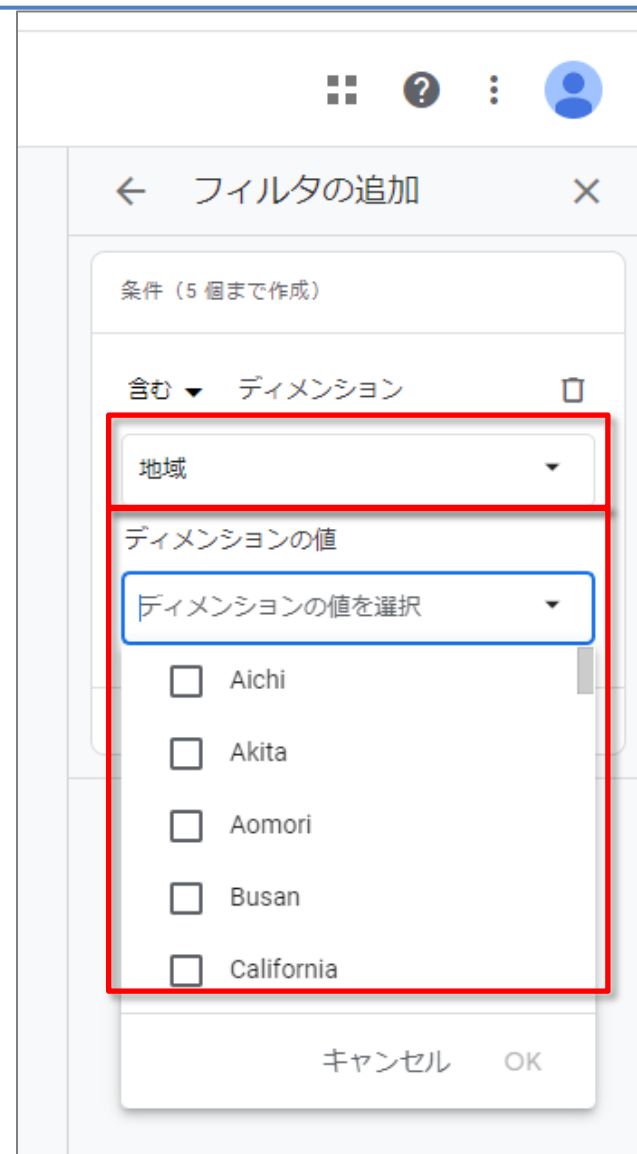 フィルタの追加
条件（5 個まで作成）
含む ディメンション
地域
ディメンションの値
ディメンションの値を選択
Aichi
Akita
Aomori
Busan
California
キャンセル OK